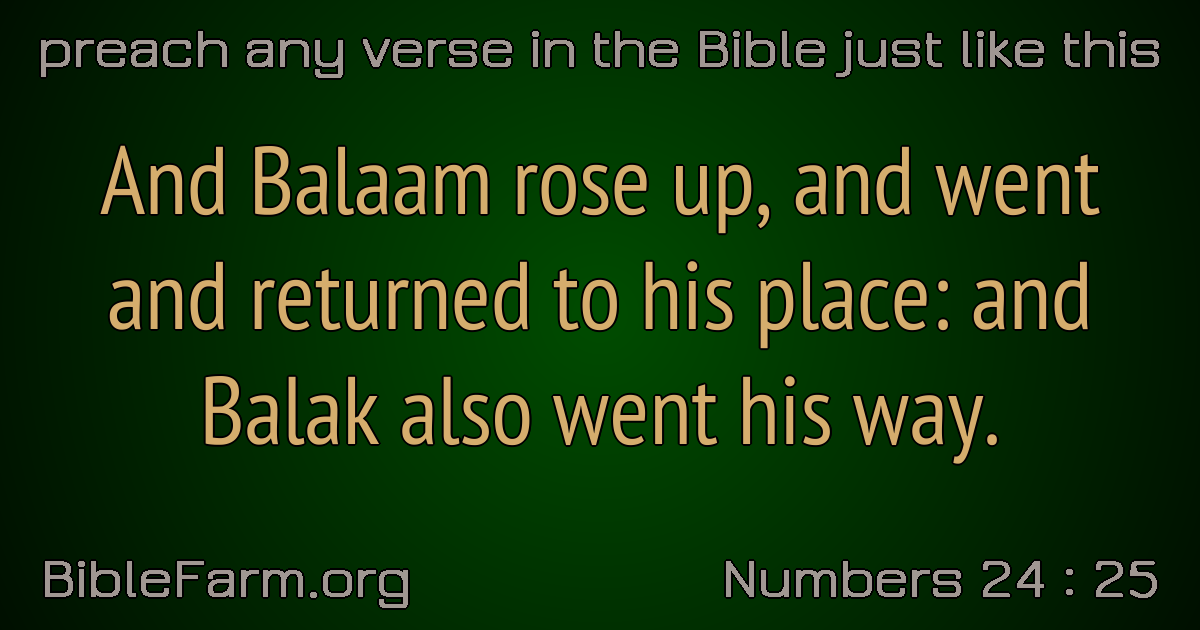 preach any verse in the Bible just like this
And Balaam rose up, and went
and returned to his place: and
Balak also went his way.
BibleFarm.org
Numbers 24 : 25